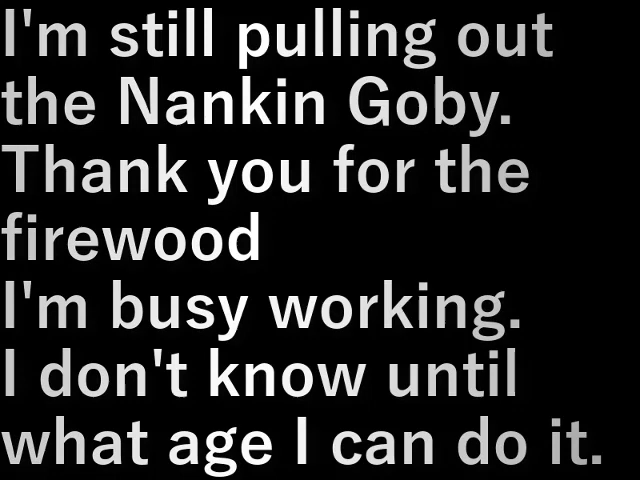 I'm still pulling out
the Nankin Goby.
Thank you for the
firewood
I'm busy working.
I don't know until
what age I can do it.